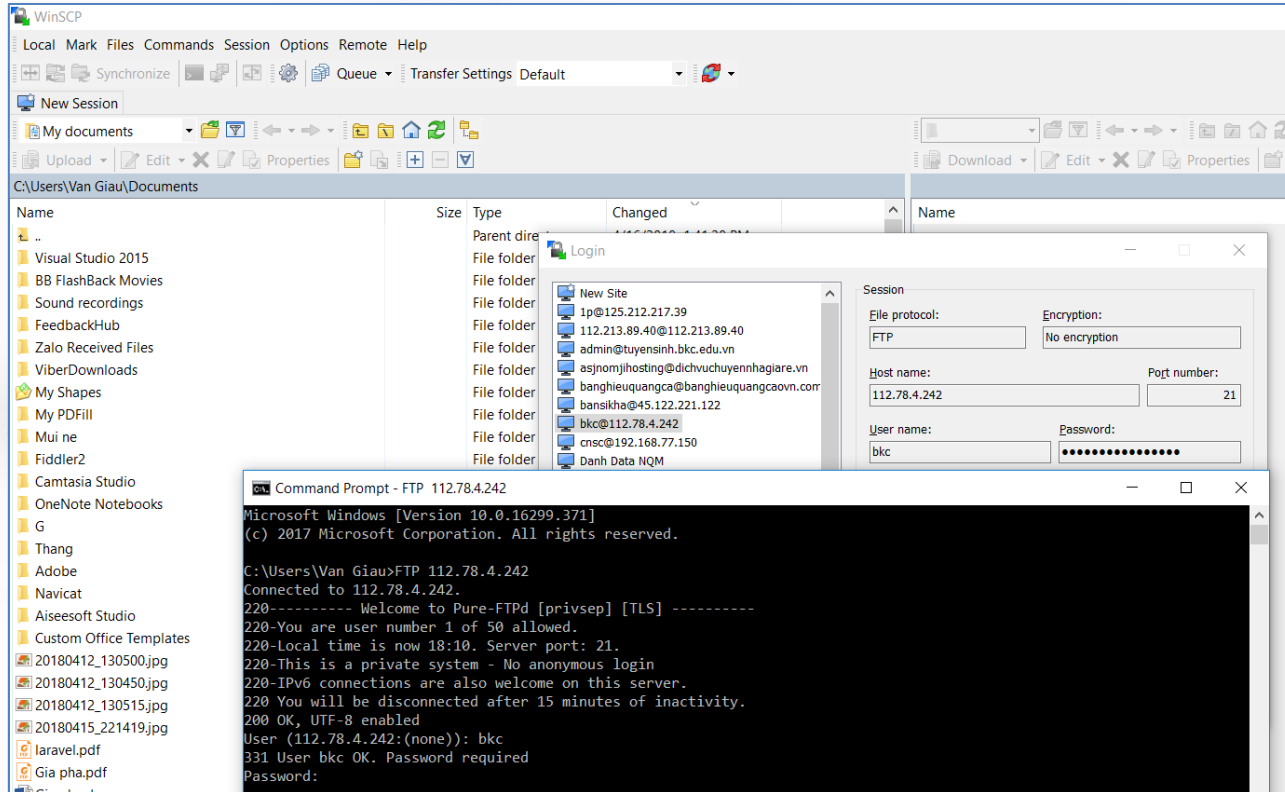 WinSCP
Local Mark Files Commands Session Options Remote Help
Synchronize Queue Transfer Settings Default
New Session
My documents
Upload Edit Properties Download Edit Properties
C:\Users\Van Giau\Documents
Name Size Type Changed Name
.. Parent dire
Visual Studio 2015 File folder
BB FlashBack Movies File folder
Sound recordings File folder
FeedbackHub File folder
Zalo Received Files File folder
ViberDownloads File folder
My Shapes File folder
My PDFill File folder
Mui ne File folder
Fiddler2 File folder
Camtasia Studio
OneNote Notebooks
G
Thang
Adobe
Navicat
Aiseesoft Studio
Custom Office Templates
20180412_130500.jpg
20180412_130450.jpg
20180412_130515.jpg
20180415_221419.jpg
laravel.pdf
Gia pha.pdf
Login
New Site
1p@125.212.217.39
112.213.89.40@112.213.89.40
admin@tuyensinh.bkc.edu.vn
asjnomjihosting@dichvuchuyennhagiare.vn
banghieuquangca@banghieuquangcaovn.com
bansikha@45.122.221.122
bkc@112.78.4.242
cnsc@192.168.77.150
Danh Data NQM
Session
File protocol: Encryption:
FTP No encryption
Host name: Port number:
112.78.4.242 21
User name: Password:
bkc ••••••••••••••••
Command Prompt - FTP 112.78.4.242
Microsoft Windows [Version 10.0.16299.371]
(c) 2017 Microsoft Corporation. All rights reserved.
C:\Users\Van Giau>FTP 112.78.4.242
Connected to 112.78.4.242.
220---------- Welcome to Pure-FTPd [privsep] [TLS] ----------
220-You are user number 1 of 50 allowed.
220-Local time is now 18:10. Server port: 21.
220-This is a private system - No anonymous login
220-IPv6 connections are also welcome on this server.
220 You will be disconnected after 15 minutes of inactivity.
200 OK, UTF-8 enabled
User (112.78.4.242:(none)): bkc
331 User bkc OK. Password required
Password: